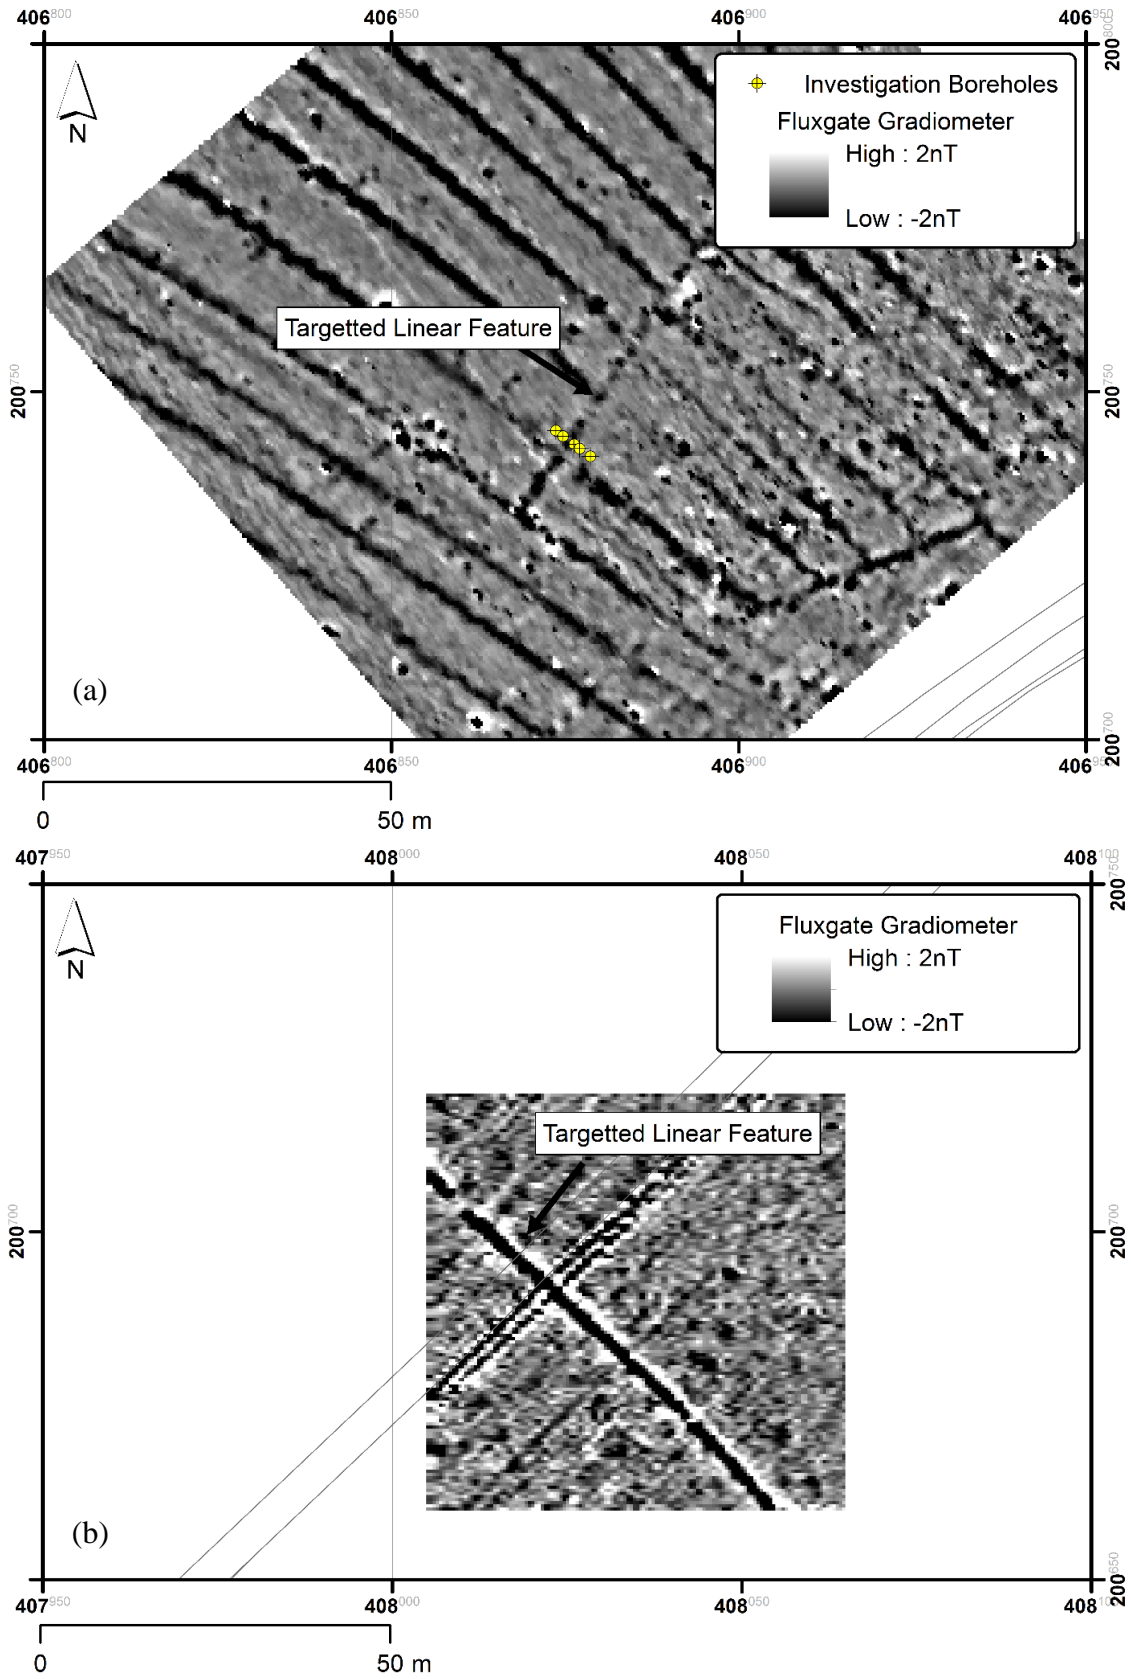 406800 406850 406900 406950
200800
N
Investigation Boreholes
Fluxgate Gradiometer
High : 2nT
Low : -2nT
Targetted Linear Feature
200750 200750
(a)
200700
406800 406850 406900 40695
0 50 m
407950 408000 408050 408100
200750
N
Fluxgate Gradiometer
High : 2nT
Low : -2nT
Targetted Linear Feature
200700 200700
(b)
200650
407950 408000 408050 408100
0 50 m